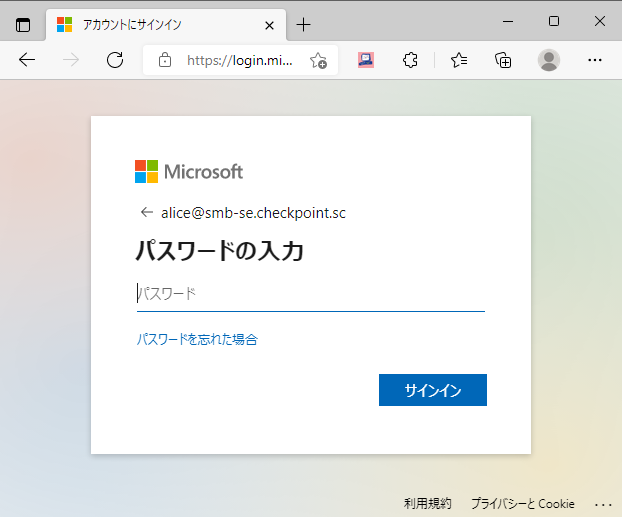 アカウントにサインイン
https://login.mi...
Microsoft
alice@smb-se.checkpoint.sc
パスワードの入力
パスワード
パスワードを忘れた場合
サインイン
利用規約 プライバシーと Cookie ...